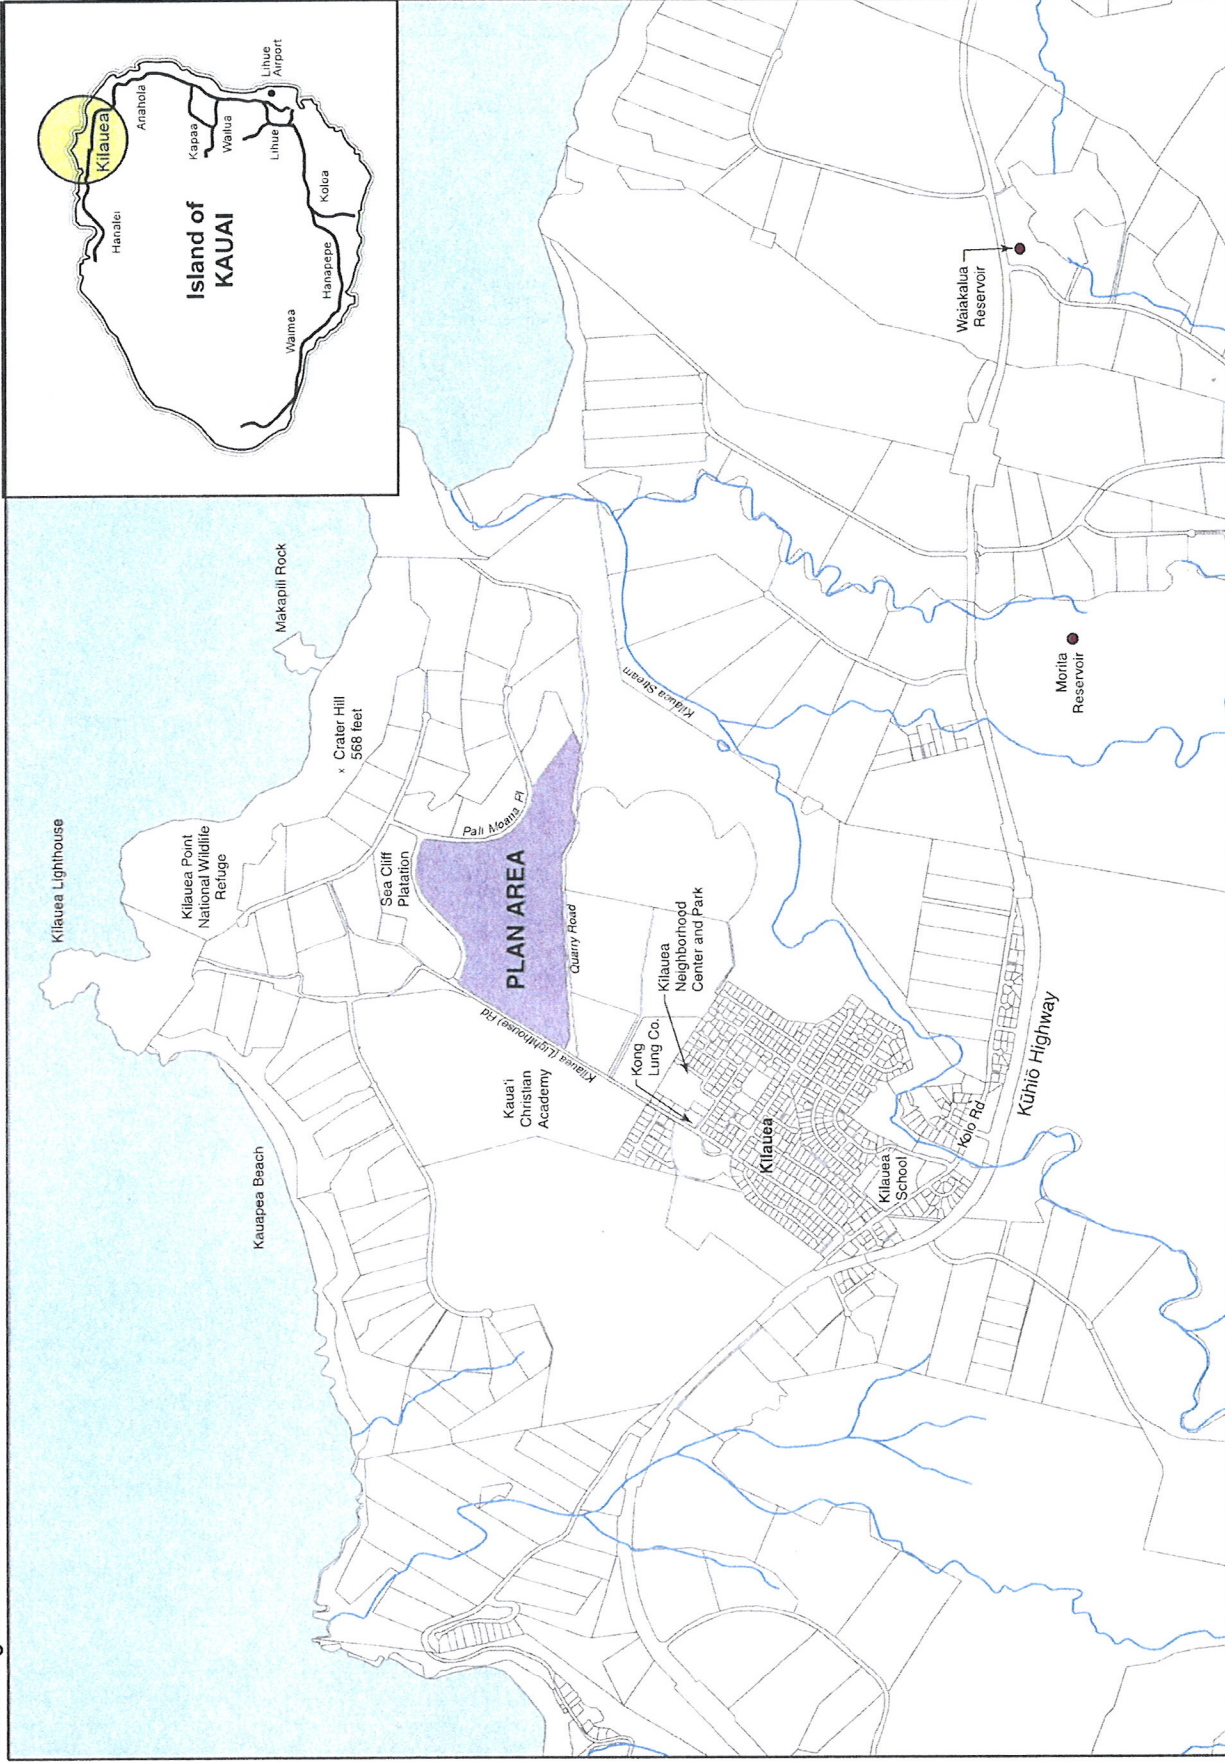 Kilauea Lighthouse
Kilauea Point
National Wildlife
Refuge
Makapili Rock
x Crater Hill
568 feet
Kauapea Beach
Sea Cliff
Platation
Pali Moana Pl
PLAN AREA
Quarry Road
Kilauea (Lighthouse) Rd
Kaua'i
Christian
Academy
Kong
Lung Co.
Kilauea
Neighborhood
Center and Park
Kilauea
Kilauea
School
Kolo Rd
Kūhiō Highway
Kilauea Stream
Morita
Reservoir
Waiakalua
Reservoir
Island of
KAUAI
Hanalei
Kilauea
Anahola
Kapaa
Wailua
Lihue
Lihue
Airport
Koloa
Hanapepe
Waimea